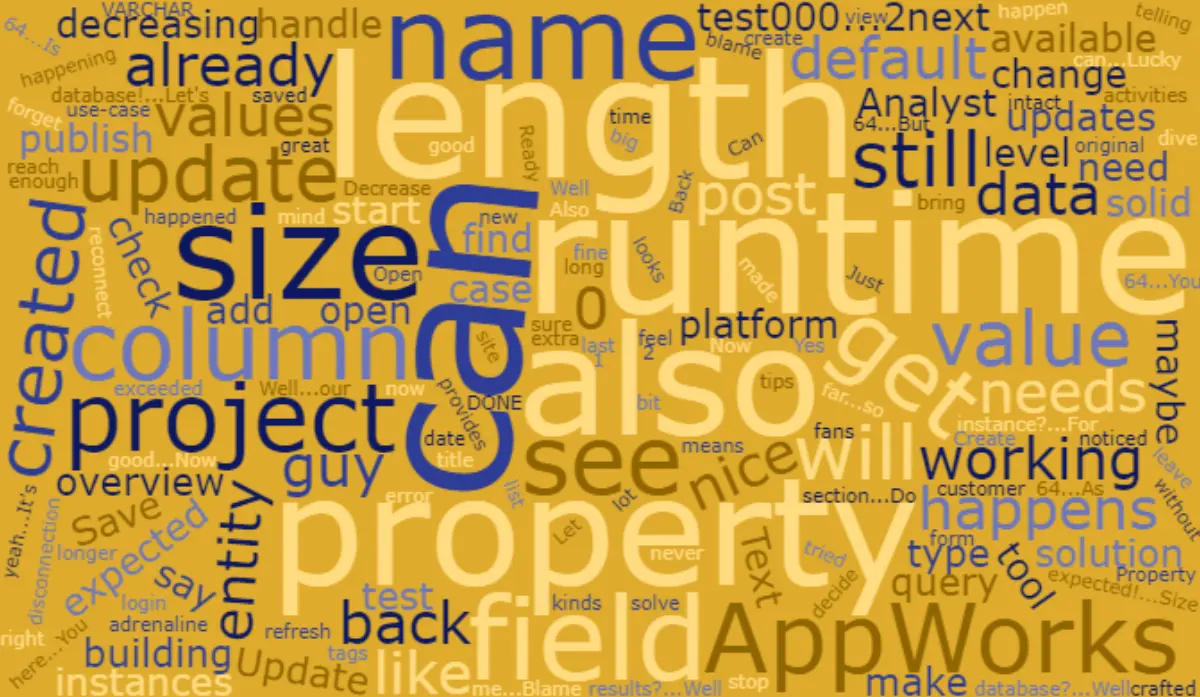 VARCHAR
64...Is
decreasing
handle
name
test000
view
...2next
happen
telling
happening
already
blame
create
default
available
can...Lucky
database!...Let's
saved
length
change
forget
use-case
values
time
Analyst
intact
activities
publish
great
good
Ready
big
Can
64...But
updates
dive
reach
enough
update
Decrease
Well
Back
post
still
level
original
need
happened
mind
start
new
Also
bring
data
solid
created
reconnect
check
size
Open
find
fine
long
looks
made
Just
runtime
64...You
add
open
case
can
0
sure
extra
feel
platform
get
value
maybe
column
site
last
1
2
Now
Yes
also
needs
exceeded
Well...our
now
provides
DONE
bit
tips
far...so
instance?...For
project
date
title
see
means
nice
fans
will
Create
noticed
working
leave
good...Now
guy
overview
error
list
lot
section...Do
customer
64...As
without
yeah...It's
disconnection
Save
expected
entity
property
Let
never
Text
tried
happens
form
longer
say
type
tool
solution
login
adrenaline
test
kinds
solve
decide
query
expected!...Size
Property
right
here...You
refresh
back
field
AppWorks
building
tags
Update
like
instances
me...Blame
results?...Well
stop
make
database?...Well
crafted